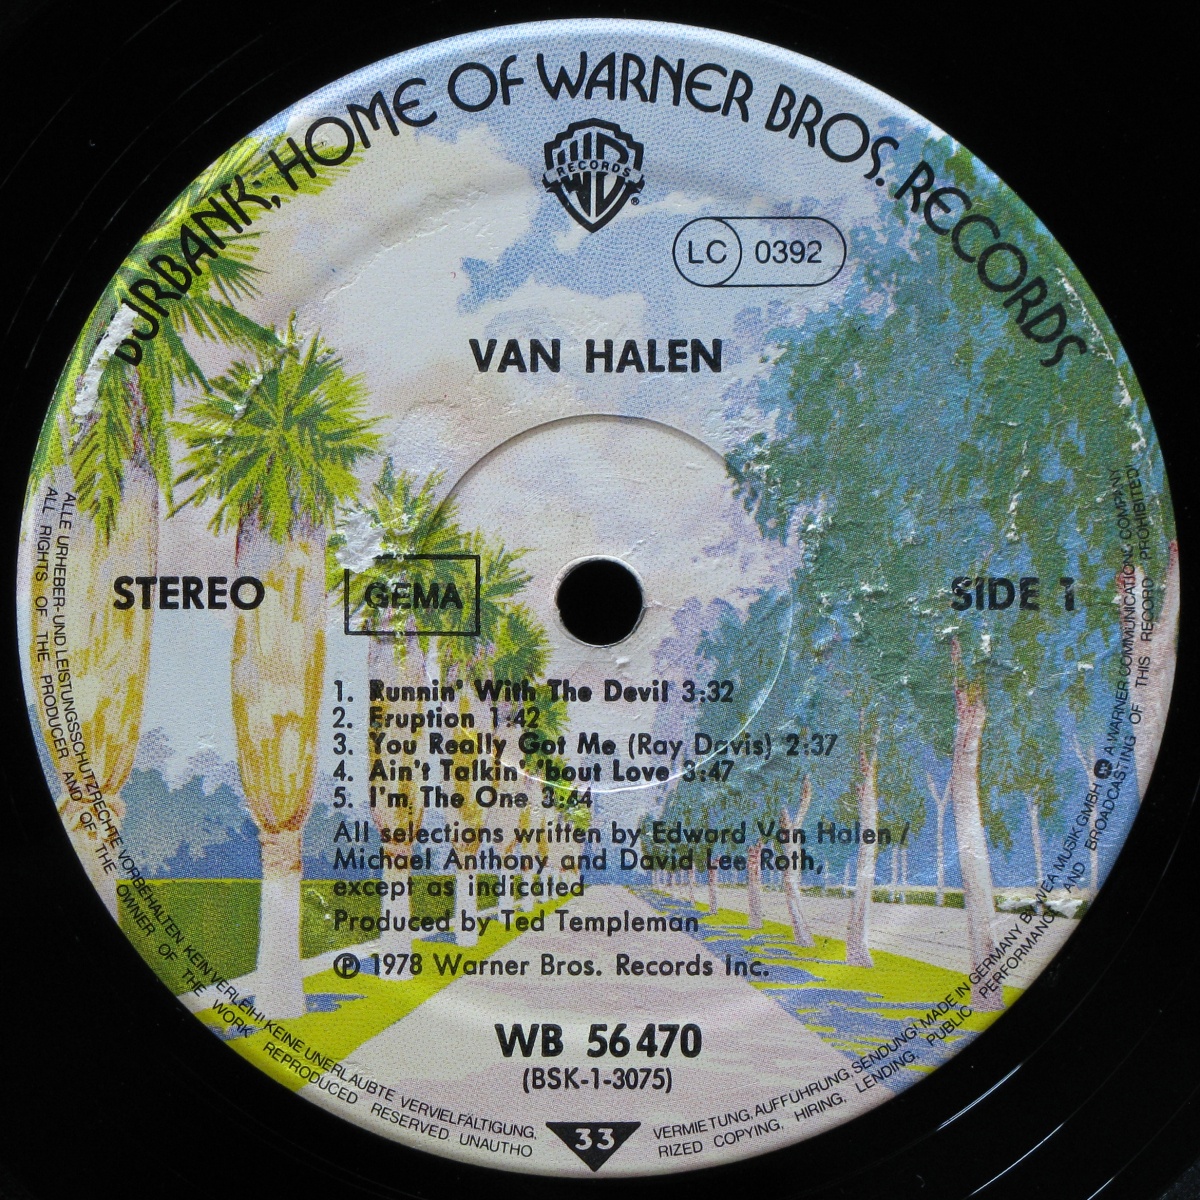 BURBANK, HOME OF WARNER BROS. RECORDS
WB
RECORDS
®
LC 0392
VAN HALEN
STEREO
GEMA
SIDE 1
1. Runnin' With The Devil 3:32
2. Eruption 1:42
3. You Really Got Me (Ray Davis) 2:37
4. Ain't Talkin' 'bout Love 3:47
5. I'm The One 3:44
All selections written by Edward Van Halen /
Michael Anthony and David Lee Roth,
except as indicated
Produced by Ted Templeman
℗ 1978 Warner Bros. Records Inc.
WB 56 470
(BSK-1-3075)
33
ALLE URHEBER- UND LEISTUNGSSCHUTZRECHTE VORBEHALTEN KEIN VERLEIH! KEINE UNERLAUBTE VERVIELFÄLTIGUNG, VERMIETUNG, AUFFÜHRUNG, SENDUNG! MADE IN GERMANY BY WEA MUSIK GMBH A WARNER COMMUNICATIONS COMPANY
ALL RIGHTS OF THE PRODUCER AND OF THE OWNER OF THE WORK REPRODUCED RESERVED. UNAUTHORIZED COPYING, HIRING, LENDING, PUBLIC PERFORMANCE AND BROADCASTING OF THIS RECORD PROHIBITED